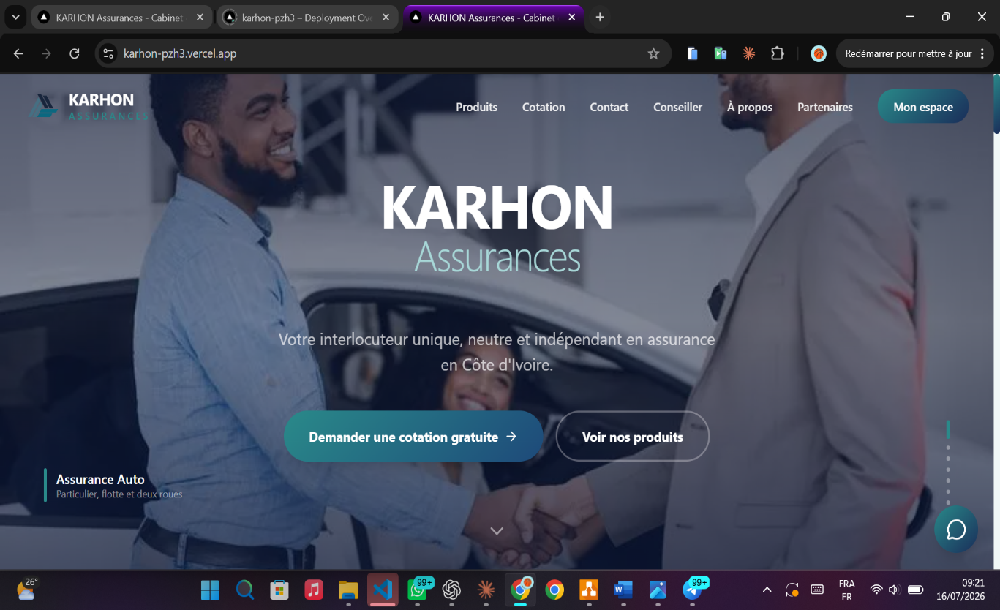 KARHON Assurances - Cabinet
karhon-pzh3 – Deployment Ov
KARHON Assurances - Cabinet
karhon-pzh3.vercel.app
Redémarrer pour mettre à jour
KARHON
ASSURANCES
Produits
Cotation
Contact
Conseiller
À propos
Partenaires
Mon espace
KARHON
Assurances
Votre interlocuteur unique, neutre et indépendant en assurance
en Côte d'Ivoire.
Demander une cotation gratuite →
Voir nos produits
Assurance Auto
Particulier, flotte et deux roues
26°
99+
W
99+
FRA
FR
09:21
16/07/2026